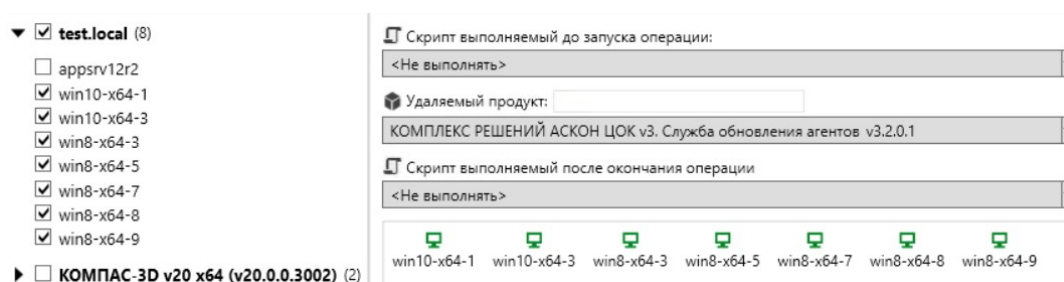 test.local (8)
appsrv12r2
win10-x64-1
win10-x64-3
win8-x64-3
win8-x64-5
win8-x64-7
win8-x64-8
win8-x64-9
КОМПАС-3D v20 x64 (v20.0.0.3002) (2)
Скрипт выполняемый до запуска операции:
<Не выполнять>
Удаляемый продукт:
КОМПЛЕКС РЕШЕНИЙ АСКОН ЦОК v3. Служба обновления агентов v3.2.0.1
Скрипт выполняемый после окончания операции
<Не выполнять>
win10-x64-1 win10-x64-3 win8-x64-3 win8-x64-5 win8-x64-7 win8-x64-8 win8-x64-9